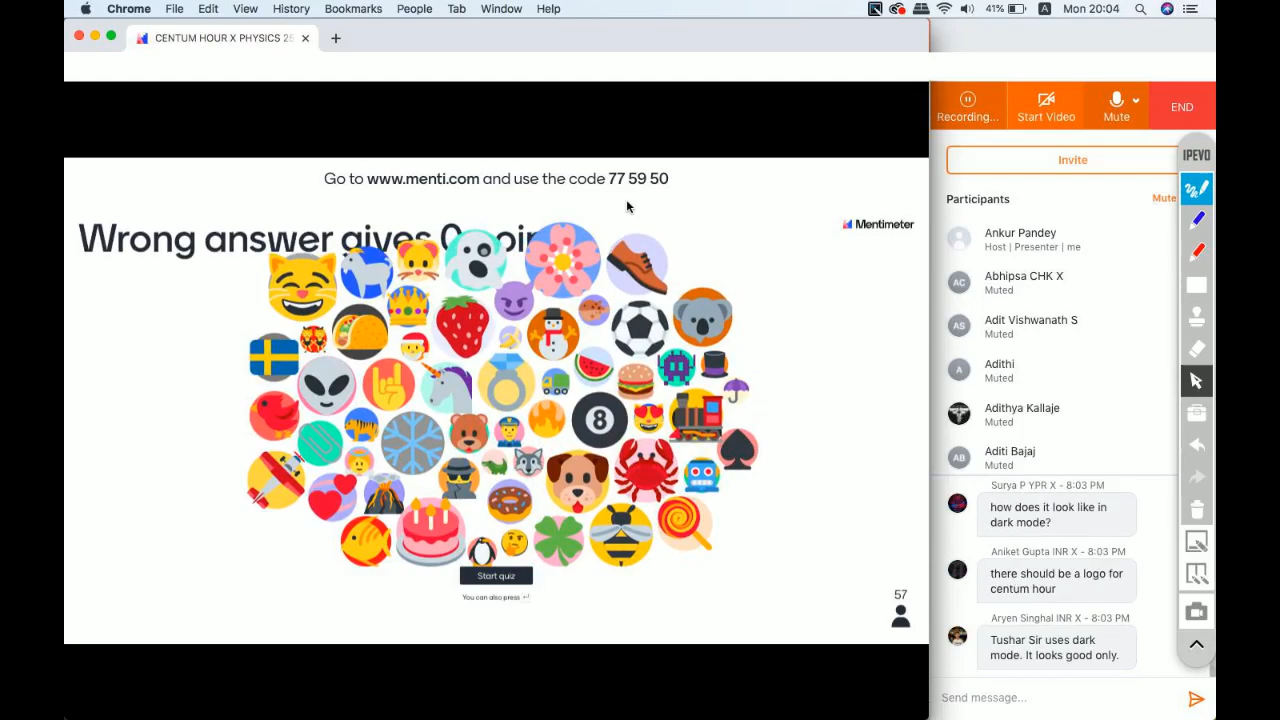 Chrome File Edit View History Bookmarks People Tab Window Help 41% A Mon 20:04
CENTUM HOUR X PHYSICS 25
Recording... Start Video Mute END
Go to www.menti.com and use the code 77 59 50
Wrong answer gives 0
Mentimeter
8
Start quiz
You can also press
57
Invite
IPEVO
Participants Mute
Ankur Pandey
Host | Presenter | me
AC Abhipsa CHK X
Muted
AS Adit Vishwanath S
Muted
A Adithi
Muted
Adithya Kallaje
Muted
AB Aditi Bajaj
Muted
Surya P YPR X - 8:03 PM
how does it look like in
dark mode?
Aniket Gupta INR X - 8:03 PM
there should be a logo for
centum hour
Aryen Singhal INR X - 8:03 PM
Tushar Sir uses dark
mode. It looks good only.
Send message...